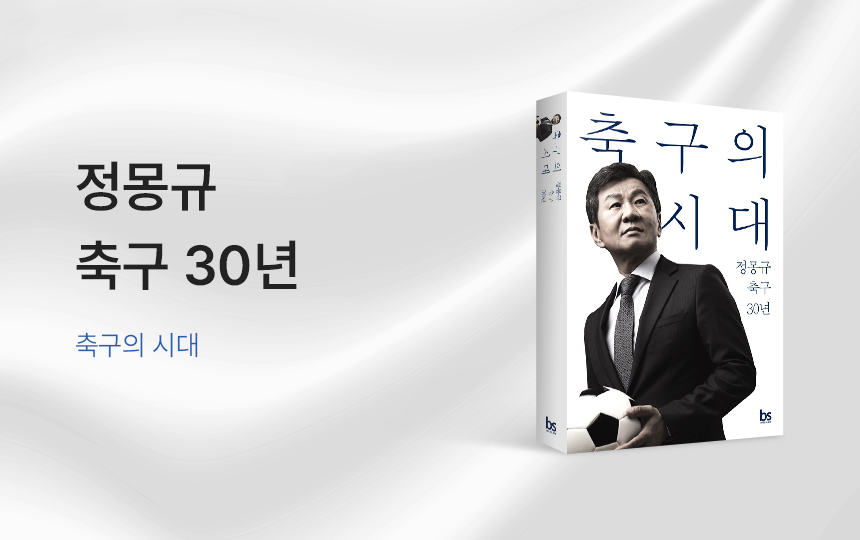 정몽규
축구 30년
축구의 시대
축구의
시대
정몽규
축구
30년
bs
bs